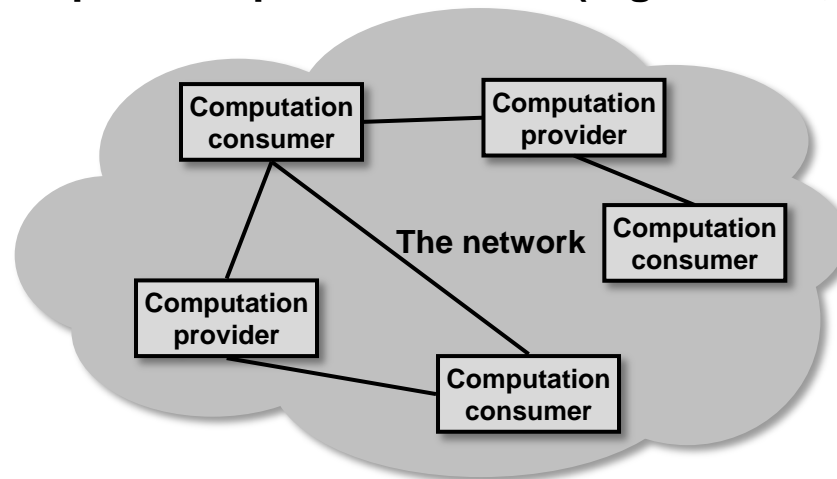 Computation
consumer
Computation
provider
The network
Computation
consumer
Computation
provider
Computation
consumer